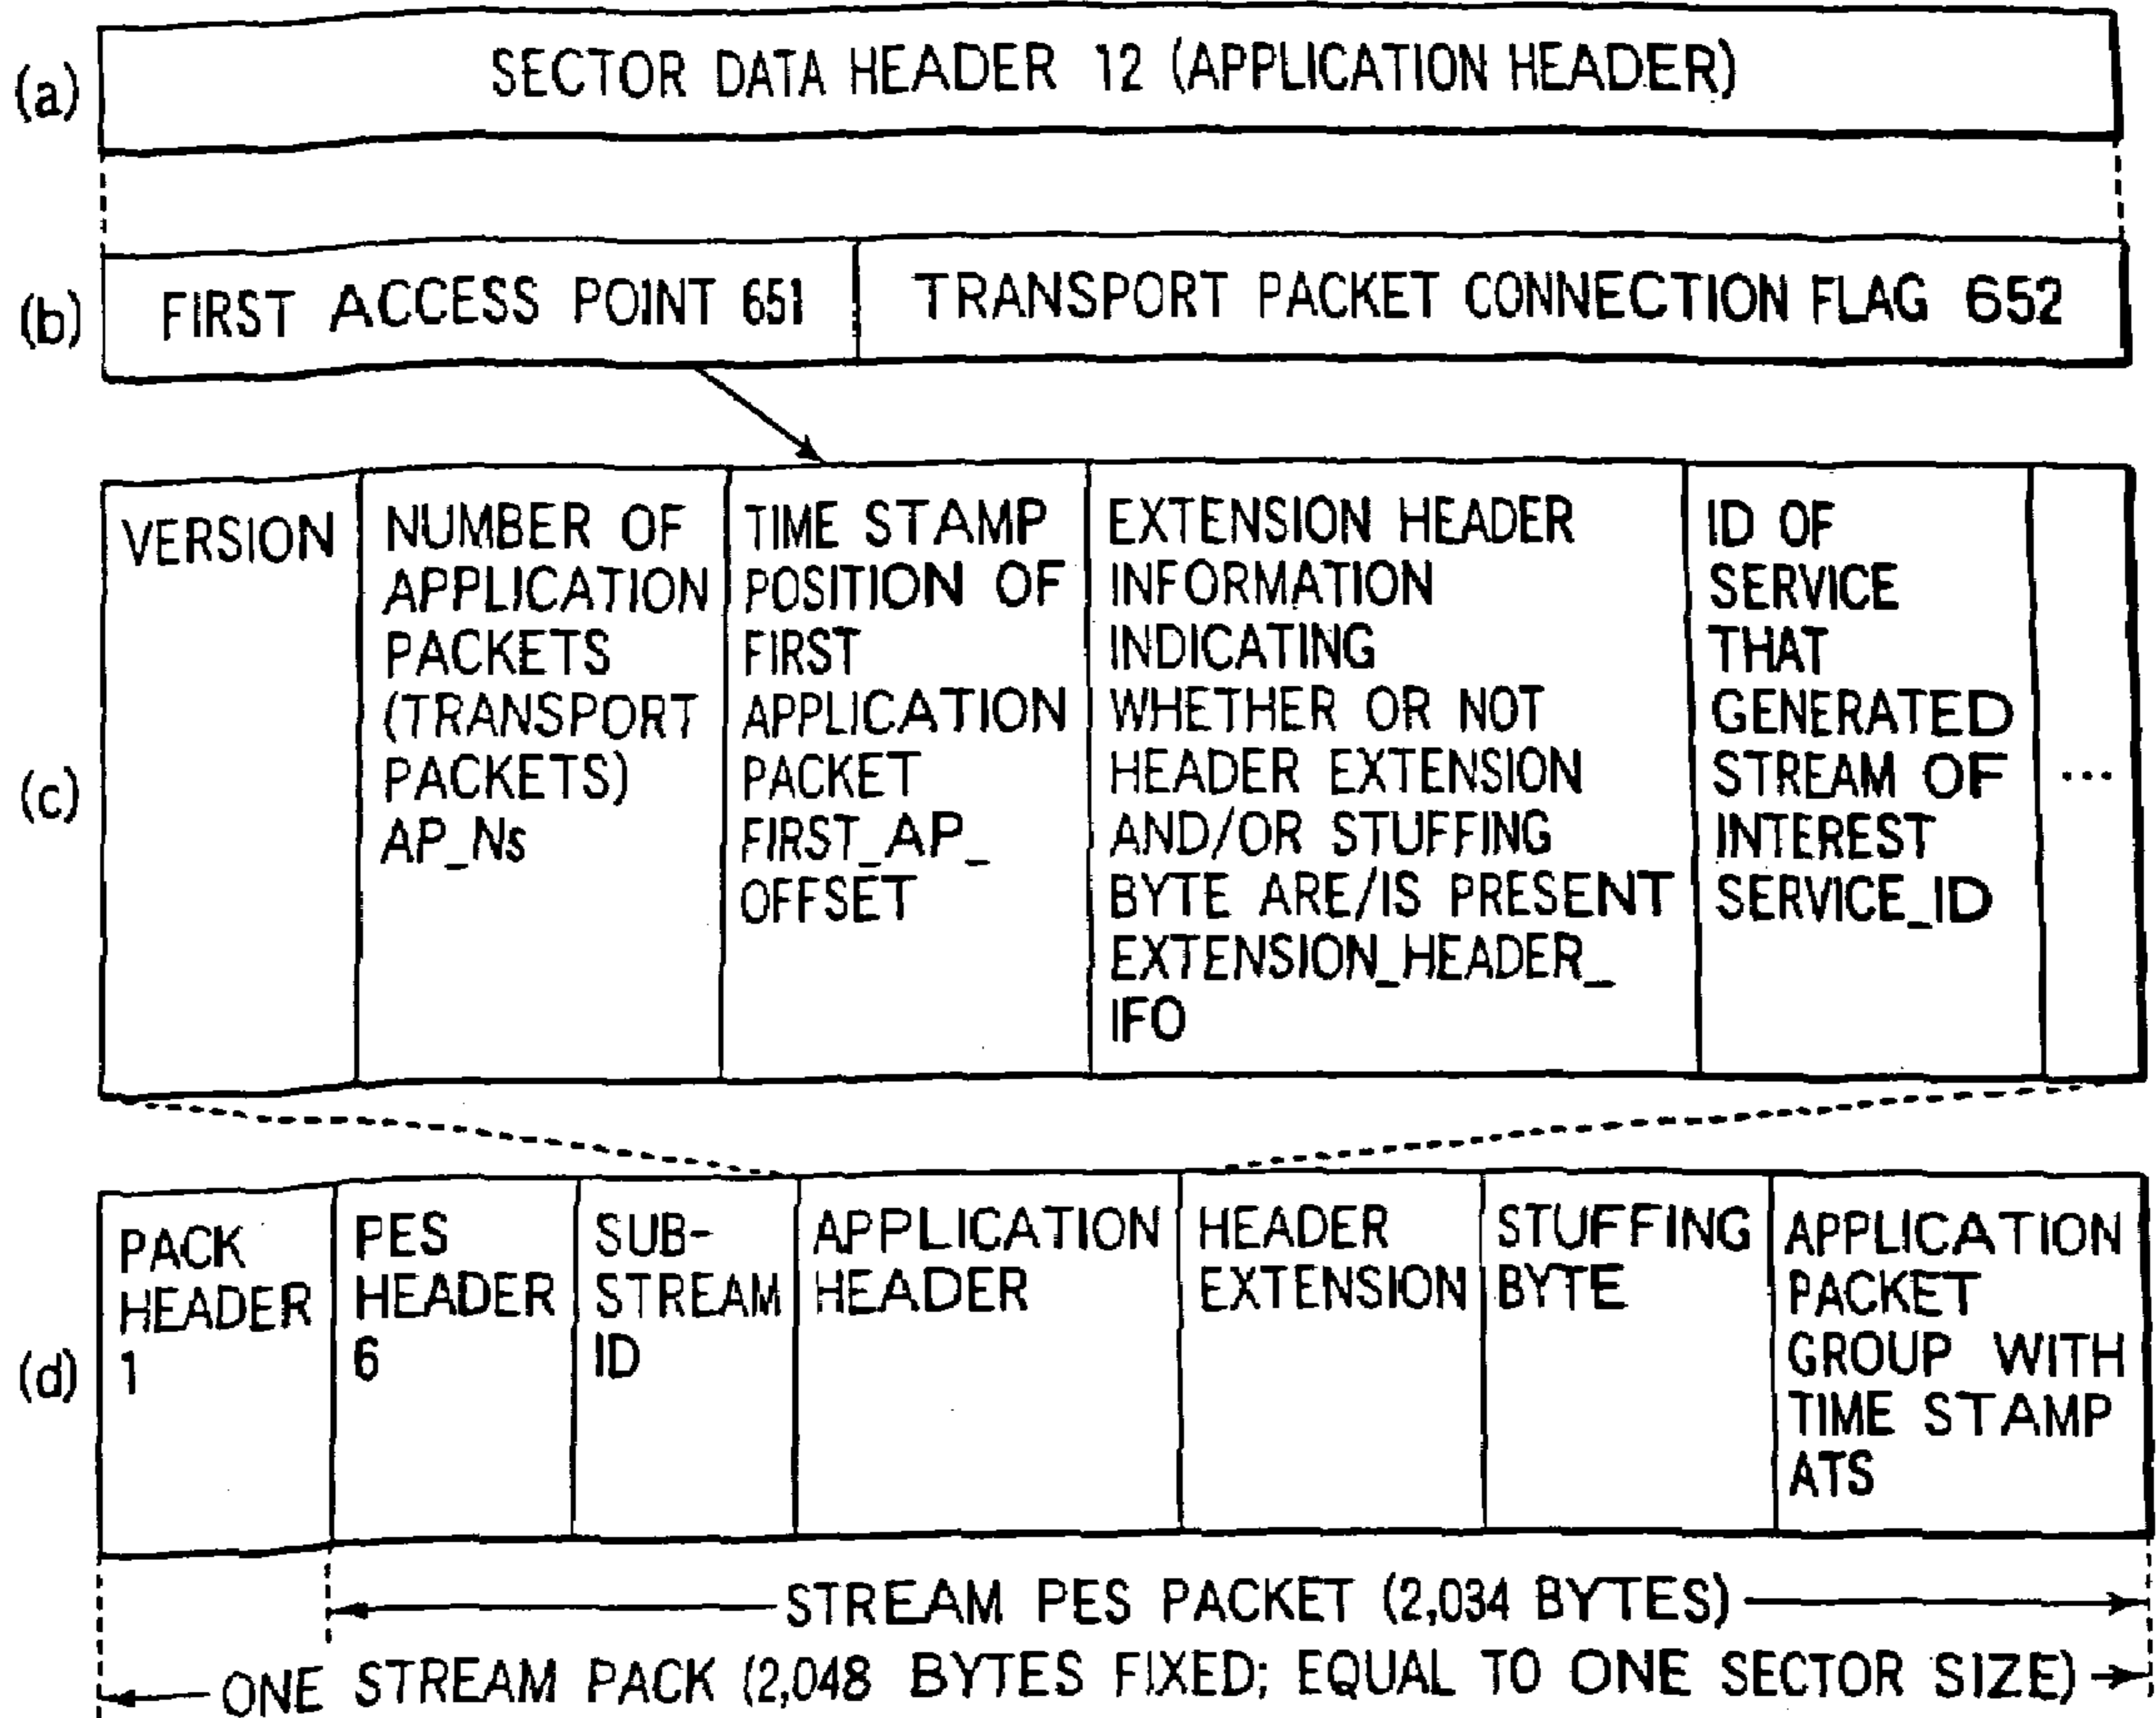 (a)
SECTOR DATA HEADER 12 (APPLICATION HEADER)
(b)
FIRST ACCESS POINT 651
TRANSPORT PACKET CONNECTION FLAG 652
(c)
VERSION
NUMBER OF
APPLICATION
PACKETS
(TRANSPORT
PACKETS)
AP_Ns
TIME STAMP
POSITION OF
FIRST
APPLICATION
PACKET
FIRST_AP_
OFFSET
EXTENSION HEADER
INFORMATION
INDICATING
WHETHER OR NOT
HEADER EXTENSION
AND/OR STUFFING
BYTE ARE/IS PRESENT
EXTENSION_HEADER_
IFO
ID OF
SERVICE
THAT
GENERATED
STREAM OF
INTEREST
SERVICE_ID
...
(d)
PACK
HEADER
1
PES
HEADER
6
SUB-
STREAM
ID
APPLICATION
HEADER
HEADER
EXTENSION
STUFFING
BYTE
APPLICATION
PACKET
GROUP WITH
TIME STAMP
ATS
STREAM PES PACKET (2,034 BYTES)
ONE STREAM PACK (2,048 BYTES FIXED; EQUAL TO ONE SECTOR SIZE)